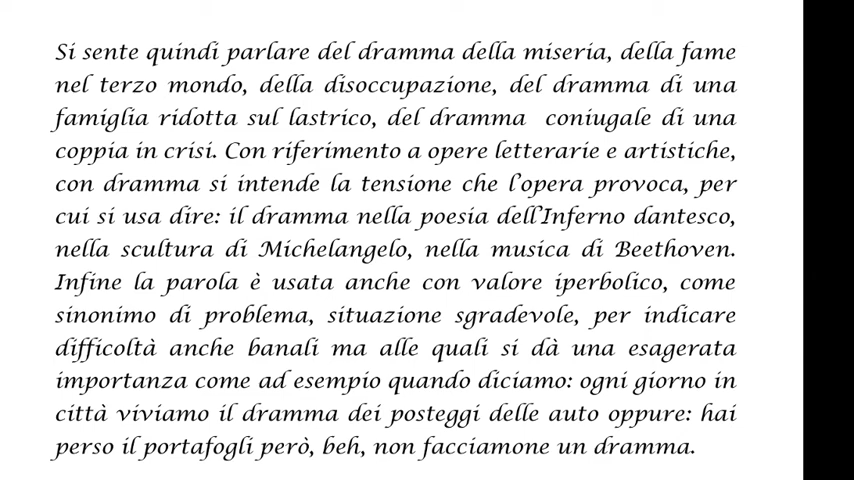 Si sente quindi parlare del dramma della miseria, della fame
nel terzo mondo, della disoccupazione, del dramma di una
famiglia ridotta sul lastrico, del dramma  coniugale di una
coppia in crisi. Con riferimento a opere letterarie e artistiche,
con dramma si intende la tensione che l’opera provoca, per
cui si usa dire: il dramma nella poesia dell’Inferno dantesco,
nella scultura di Michelangelo, nella musica di Beethoven.
Infine la parola è usata anche con valore iperbolico, come
sinonimo di problema, situazione sgradevole, per indicare
difficoltà anche banali ma alle quali si dà una esagerata
importanza come ad esempio quando diciamo: ogni giorno in
città viviamo il dramma dei posteggi delle auto oppure: hai
perso il portafogli però, beh, non facciamone un dramma.